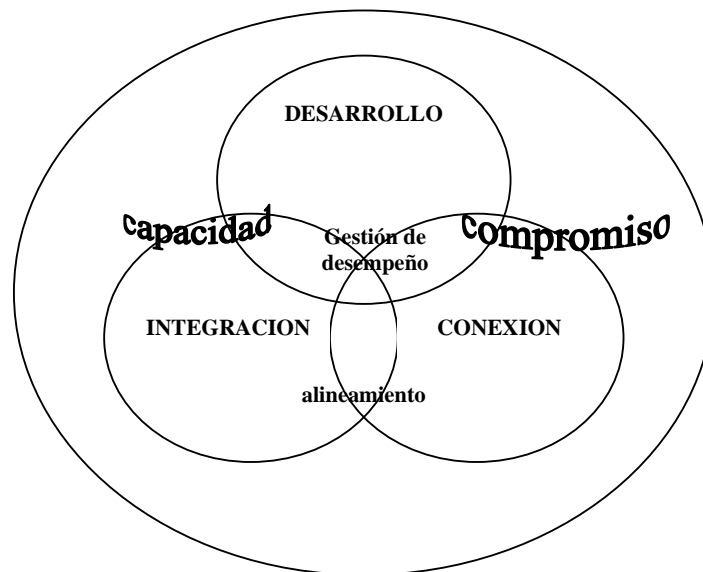 DESARROLLO
capacidad
compromiso
Gestión de
desempeño
INTEGRACION
CONEXION
alineamiento